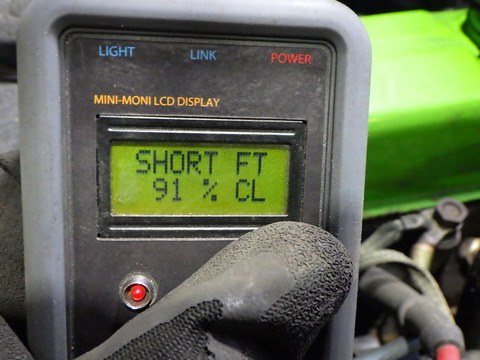 LIGHT LINK POWER
MINI-MONI LCD DISPLAY
SHORT FT
91 % CL